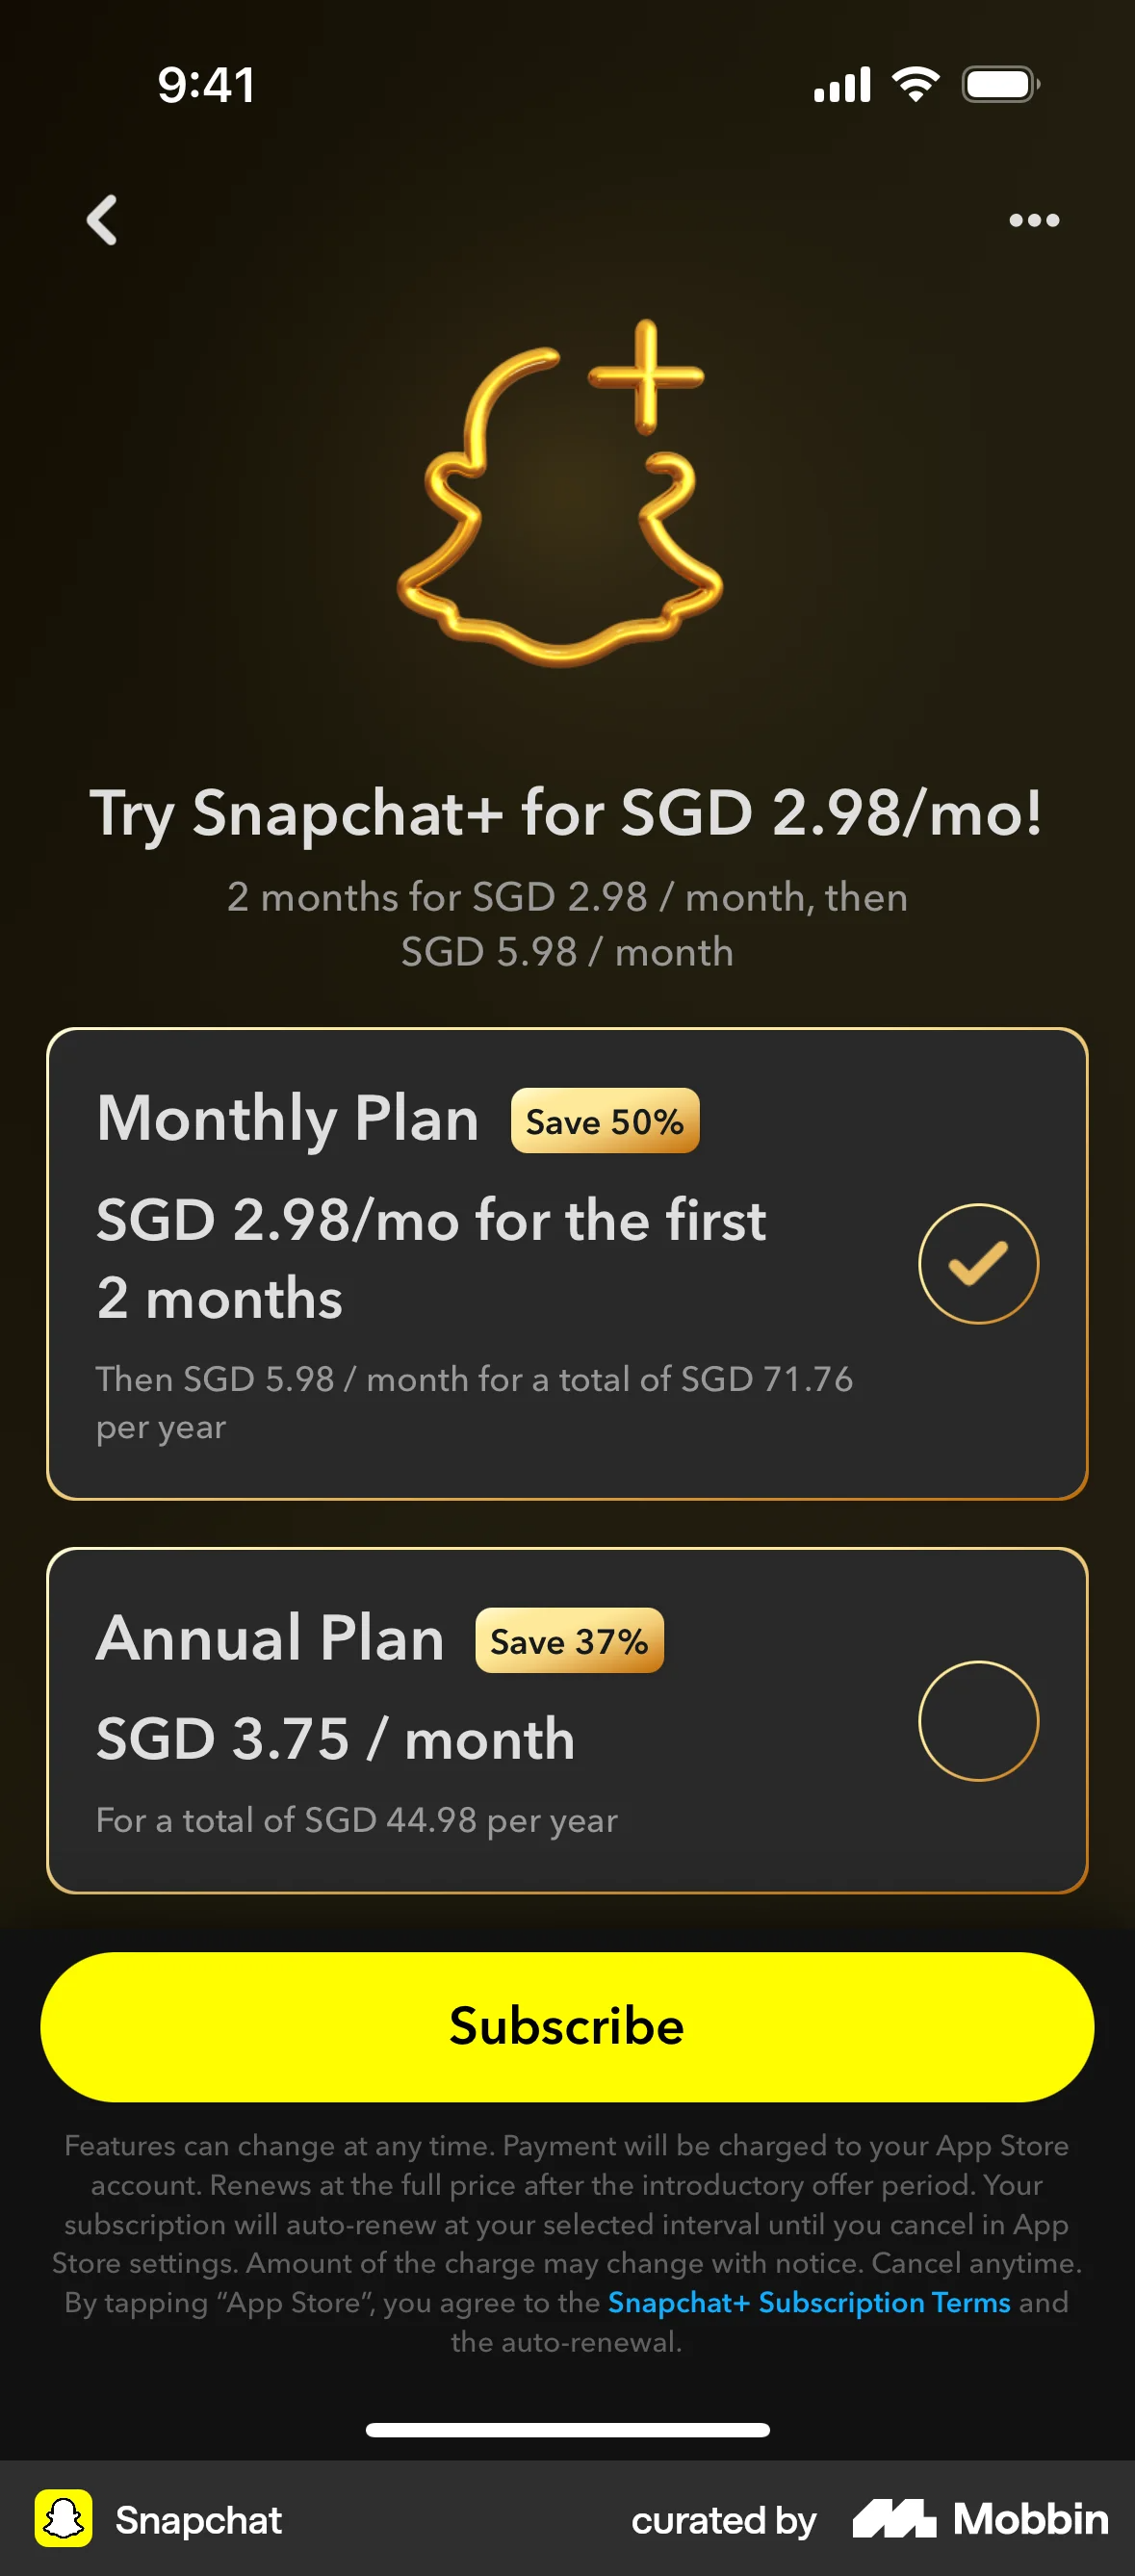 9:41
Try Snapchat+ for SGD 2.98/mo!
2 months for SGD 2.98 / month, then
SGD 5.98 / month
Monthly Plan Save 50%
SGD 2.98/mo for the first
2 months
Then SGD 5.98 / month for a total of SGD 71.76
per year
Annual Plan Save 37%
SGD 3.75 / month
For a total of SGD 44.98 per year
Subscribe
Features can change at any time. Payment will be charged to your App Store
account. Renews at the full price after the introductory offer period. Your
subscription will auto-renew at your selected interval until you cancel in App
Store settings. Amount of the charge may change with notice. Cancel anytime.
By tapping “App Store”, you agree to the Snapchat+ Subscription Terms and
the auto-renewal.
Snapchat curated by Mobbin